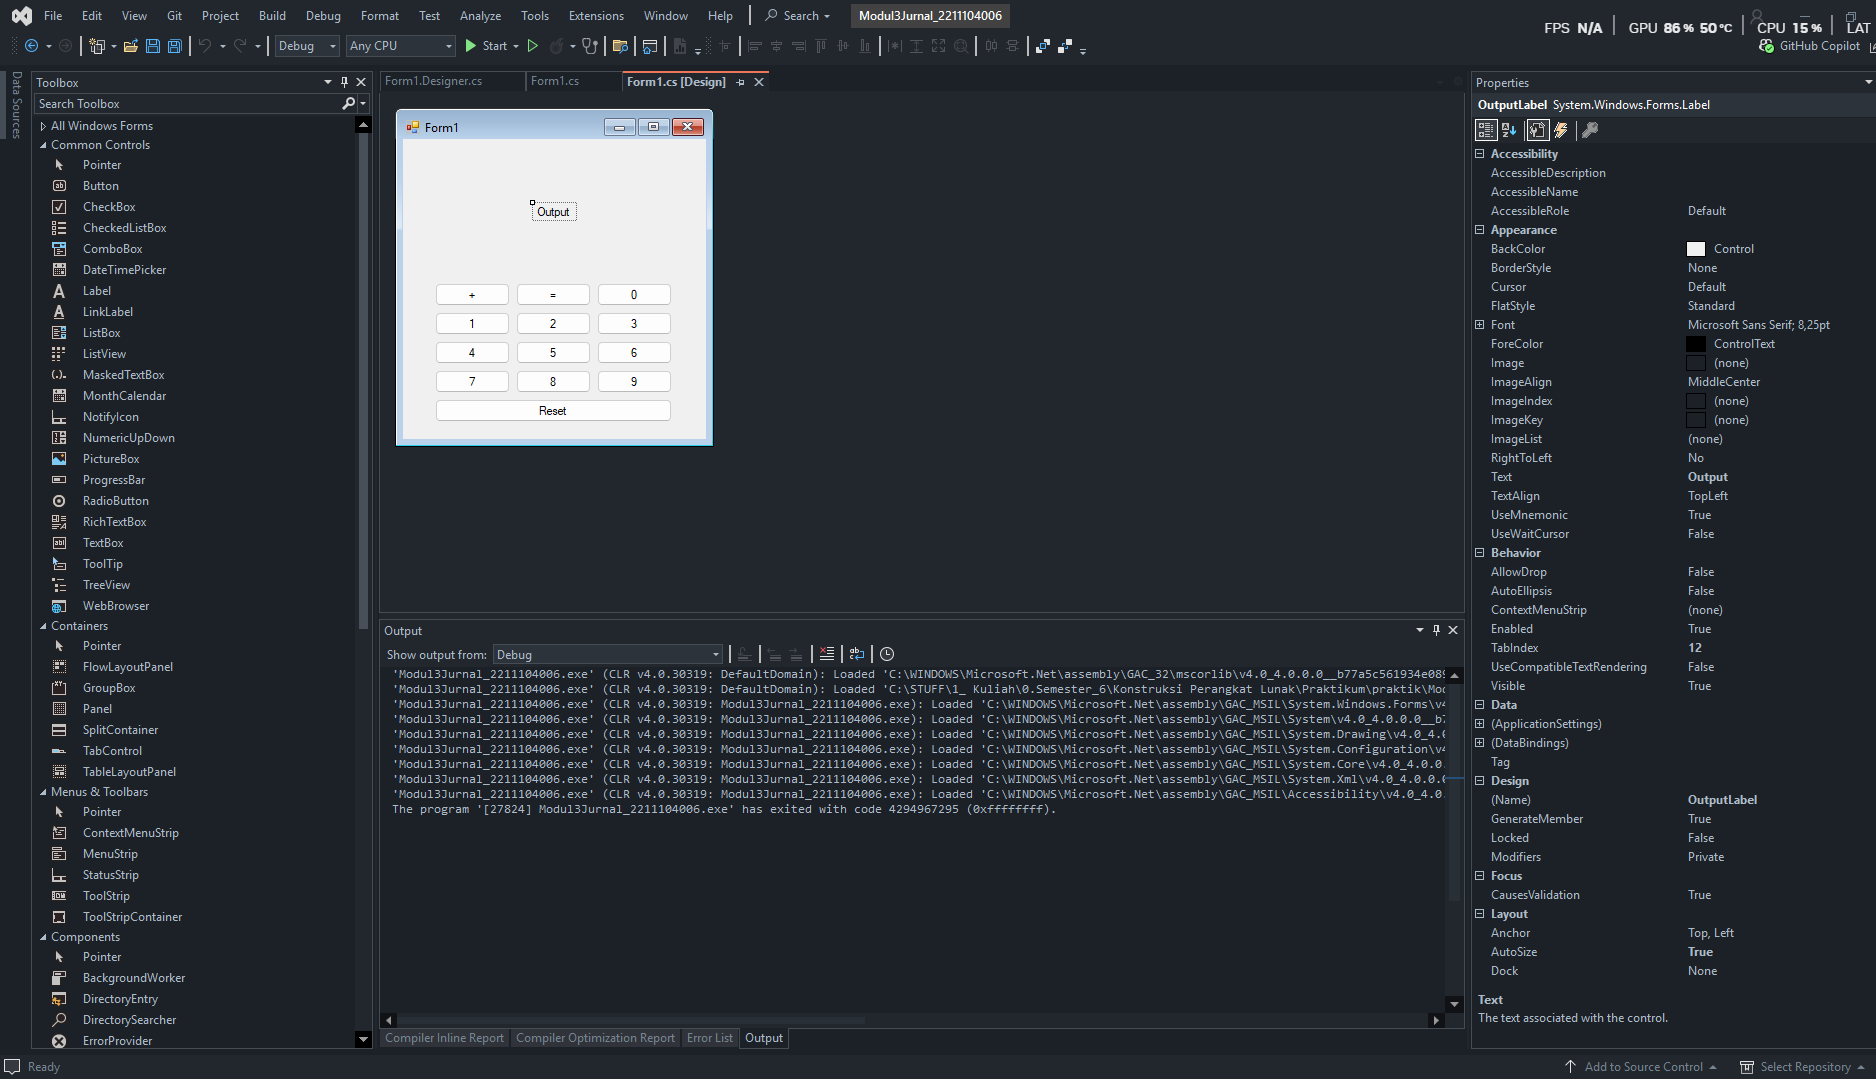 File Edit View Git Project Build Debug Format Test Analyze Tools Extensions Window Help Search Modul3Jurnal_2211104006
FPS N/A GPU 86 % 50 °C CPU 15 % LAT
Debug Any CPU Start GitHub Copilot
Data Sources
Toolbox
Search Toolbox
All Windows Forms
Common Controls
Pointer
Button
CheckBox
CheckedListBox
ComboBox
DateTimePicker
Label
LinkLabel
ListBox
ListView
MaskedTextBox
MonthCalendar
NotifyIcon
NumericUpDown
PictureBox
ProgressBar
RadioButton
RichTextBox
TextBox
ToolTip
TreeView
WebBrowser
Containers
Pointer
FlowLayoutPanel
GroupBox
Panel
SplitContainer
TabControl
TableLayoutPanel
Menus & Toolbars
Pointer
ContextMenuStrip
MenuStrip
StatusStrip
ToolStrip
ToolStripContainer
Components
Pointer
BackgroundWorker
DirectoryEntry
DirectorySearcher
ErrorProvider
Form1.Designer.cs Form1.cs Form1.cs [Design]
Form1
Output
+ = 0
1 2 3
4 5 6
7 8 9
Reset
Output
Show output from: Debug
'Modul3Jurnal_2211104006.exe' (CLR v4.0.30319: DefaultDomain): Loaded 'C:\WINDOWS\Microsoft.Net\assembly\GAC_32\mscorlib\v4.0_4.0.0.0__b77a5c561934e089
'Modul3Jurnal_2211104006.exe' (CLR v4.0.30319: DefaultDomain): Loaded 'C:\STUFF\1_ Kuliah\0.Semester_6\Konstruksi Perangkat Lunak\Praktikum\praktik\Mo
'Modul3Jurnal_2211104006.exe' (CLR v4.0.30319: Modul3Jurnal_2211104006.exe): Loaded 'C:\WINDOWS\Microsoft.Net\assembly\GAC_MSIL\System.Windows.Forms\v4
'Modul3Jurnal_2211104006.exe' (CLR v4.0.30319: Modul3Jurnal_2211104006.exe): Loaded 'C:\WINDOWS\Microsoft.Net\assembly\GAC_MSIL\System\v4.0_4.0.0.0__b7
'Modul3Jurnal_2211104006.exe' (CLR v4.0.30319: Modul3Jurnal_2211104006.exe): Loaded 'C:\WINDOWS\Microsoft.Net\assembly\GAC_MSIL\System.Drawing\v4.0_4.0
'Modul3Jurnal_2211104006.exe' (CLR v4.0.30319: Modul3Jurnal_2211104006.exe): Loaded 'C:\WINDOWS\Microsoft.Net\assembly\GAC_MSIL\System.Configuration\v4
'Modul3Jurnal_2211104006.exe' (CLR v4.0.30319: Modul3Jurnal_2211104006.exe): Loaded 'C:\WINDOWS\Microsoft.Net\assembly\GAC_MSIL\System.Core\v4.0_4.0.0.
'Modul3Jurnal_2211104006.exe' (CLR v4.0.30319: Modul3Jurnal_2211104006.exe): Loaded 'C:\WINDOWS\Microsoft.Net\assembly\GAC_MSIL\System.Xml\v4.0_4.0.0.0
'Modul3Jurnal_2211104006.exe' (CLR v4.0.30319: Modul3Jurnal_2211104006.exe): Loaded 'C:\WINDOWS\Microsoft.Net\assembly\GAC_MSIL\Accessibility\v4.0_4.0.
The program '[27824] Modul3Jurnal_2211104006.exe' has exited with code 4294967295 (0xffffffff).
Compiler Inline Report Compiler Optimization Report Error List Output
Properties
OutputLabel System.Windows.Forms.Label
Accessibility
AccessibleDescription
AccessibleName
AccessibleRole Default
Appearance
BackColor Control
BorderStyle None
Cursor Default
FlatStyle Standard
Font Microsoft Sans Serif; 8,25pt
ForeColor ControlText
Image (none)
ImageAlign MiddleCenter
ImageIndex (none)
ImageKey (none)
ImageList (none)
RightToLeft No
Text Output
TextAlign TopLeft
UseMnemonic True
UseWaitCursor False
Behavior
AllowDrop False
AutoEllipsis False
ContextMenuStrip (none)
Enabled True
TabIndex 12
UseCompatibleTextRendering False
Visible True
Data
(ApplicationSettings)
(DataBindings)
Tag
Design
(Name) OutputLabel
GenerateMember True
Locked False
Modifiers Private
Focus
CausesValidation True
Layout
Anchor Top, Left
AutoSize True
Dock None
Text
The text associated with the control.
Ready Add to Source Control Select Repository